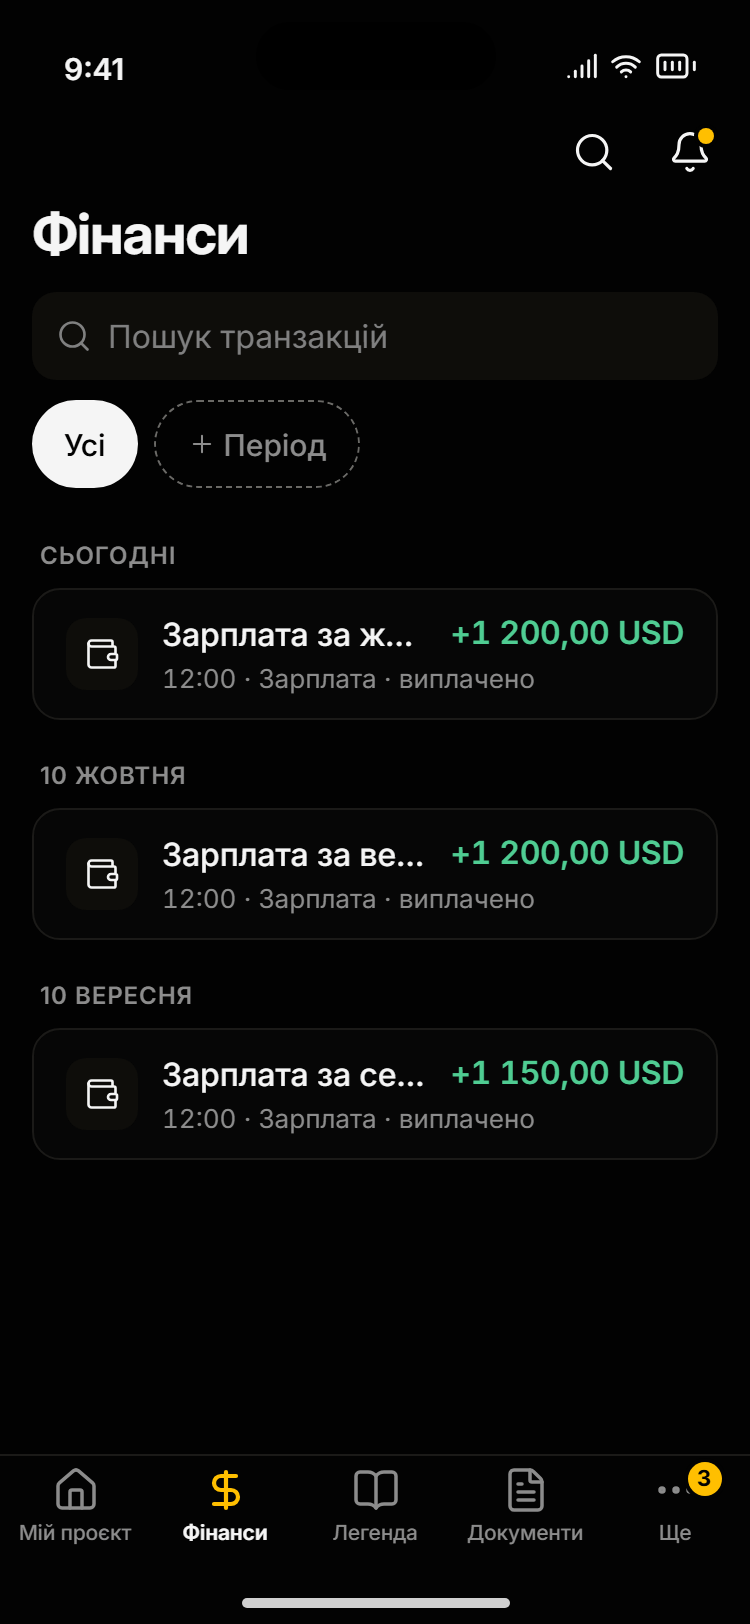 9:41
Фінанси
Пошук транзакцій
Усі
+ Період
СЬОГОДНІ
Зарплата за ж... +1 200,00 USD
12:00 · Зарплата · виплачено
10 ЖОВТНЯ
Зарплата за ве... +1 200,00 USD
12:00 · Зарплата · виплачено
10 ВЕРЕСНЯ
Зарплата за се... +1 150,00 USD
12:00 · Зарплата · виплачено
3
Мій проєкт Фінанси Легенда Документи Ще